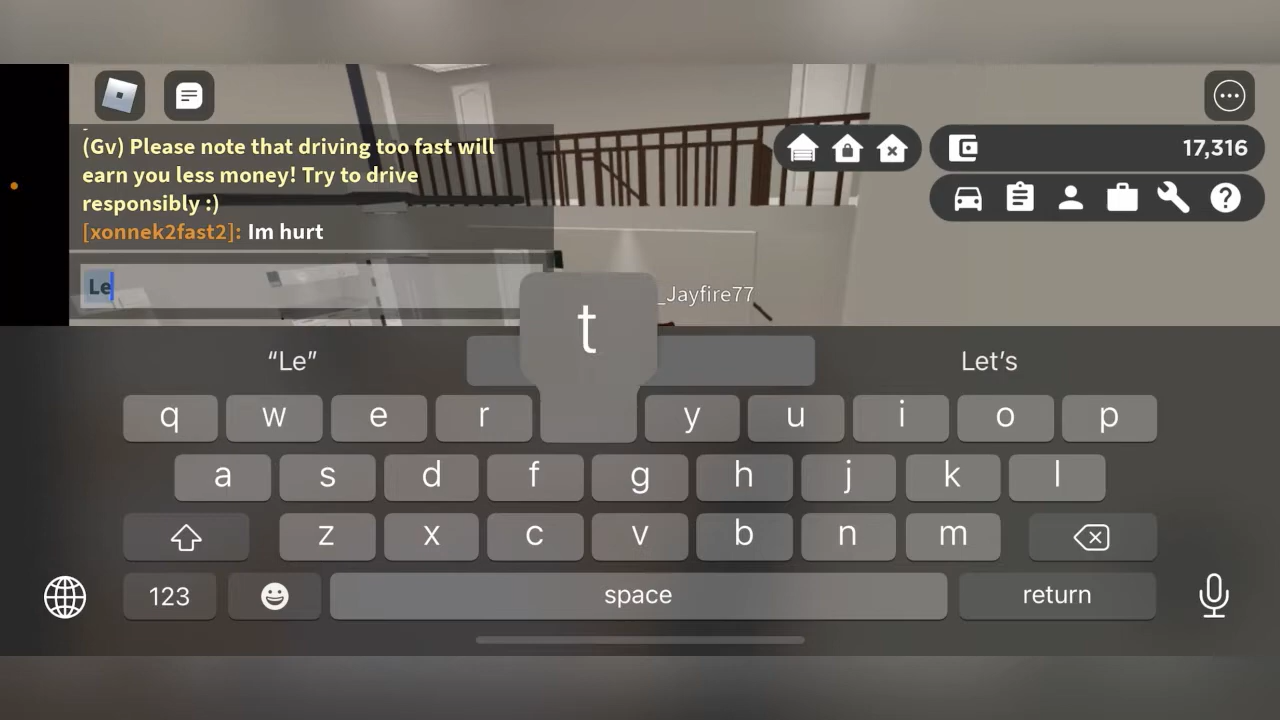 (Gv) Please note that driving too fast will
earn you less money! Try to drive
responsibly :)
[xonnek2fast2]: Im hurt
17,316
Le
_Jayfire77
t
“Le”
Let’s
q w e r y u i o p
a s d f g h j k l
z x c v b n m
123
space
return